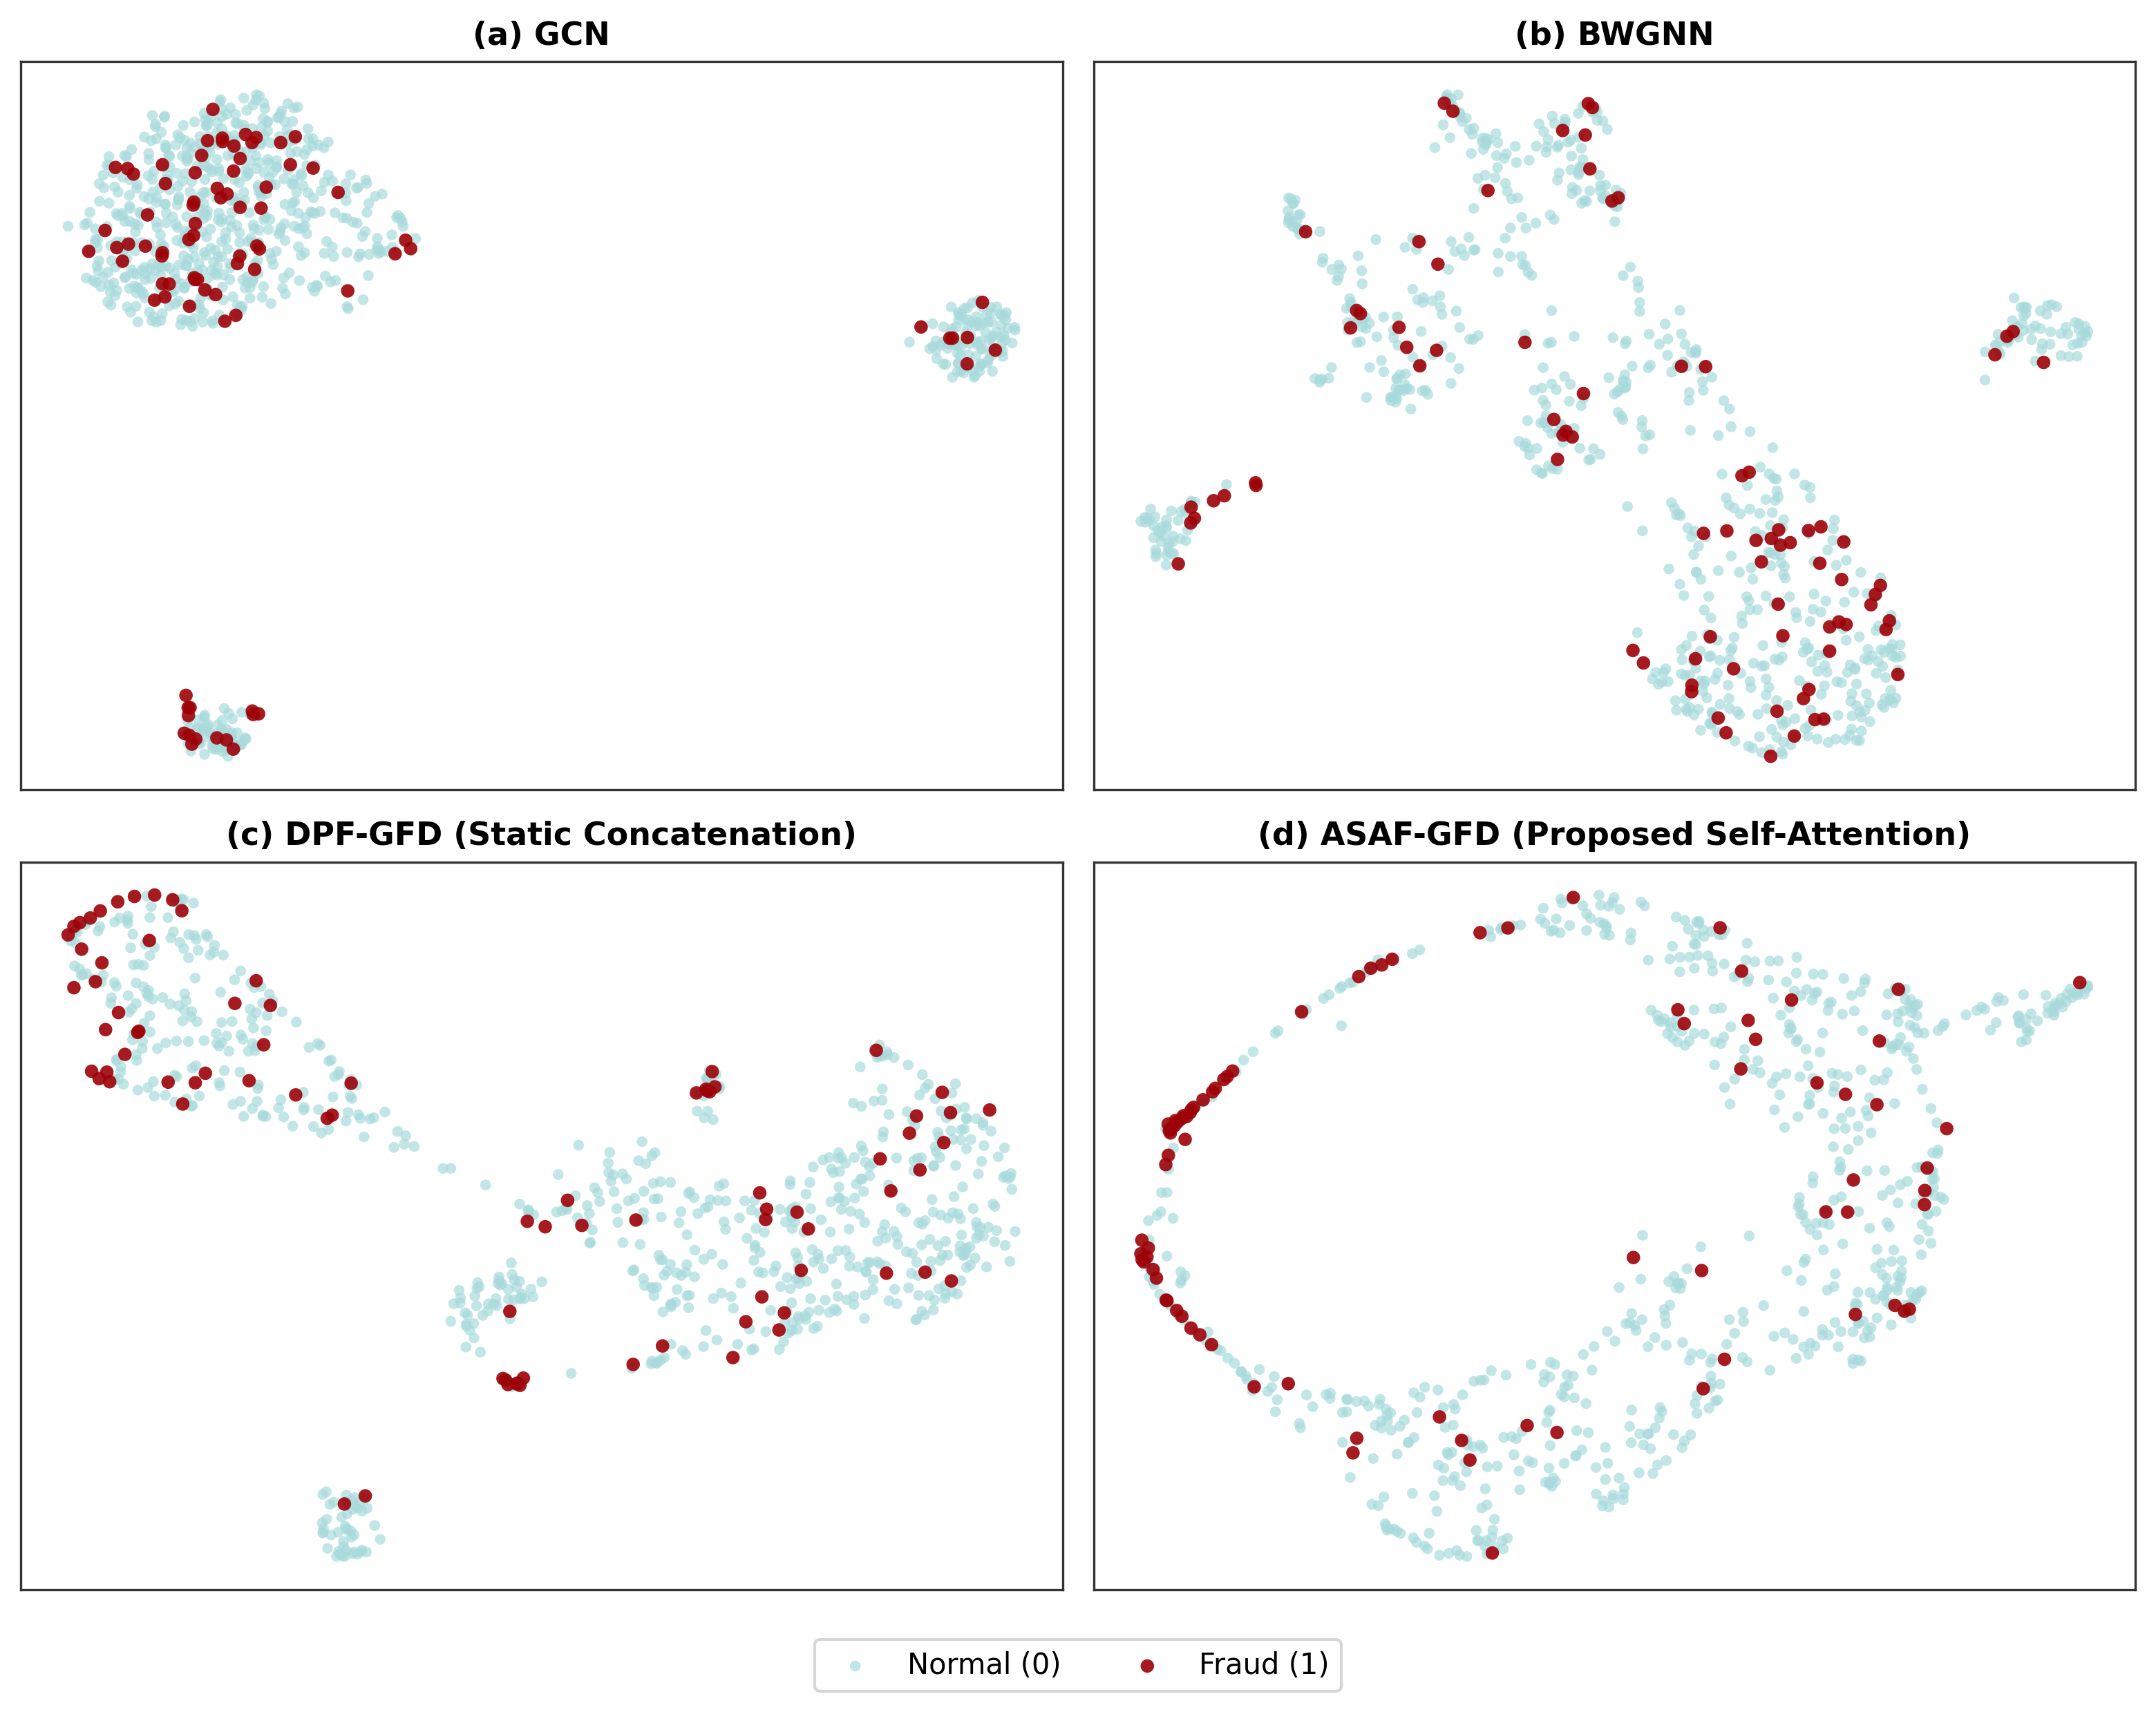 (a) GCN
(b) BWGNN
(c) DPF-GFD (Static Concatenation)
(d) ASAF-GFD (Proposed Self-Attention)
Normal (0)
Fraud (1)